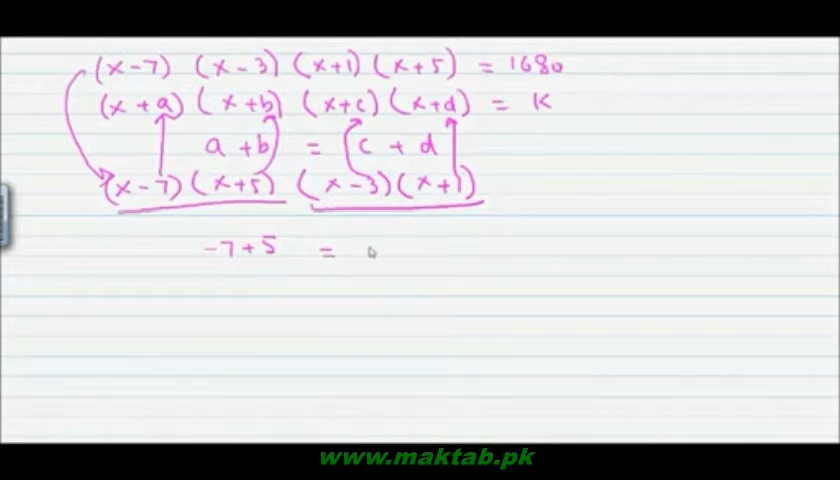 (x-7) (x-3) (x+1) (x+5) = 1680
(x+a) (x+b) (x+c) (x+d) = K
a+b = c+d
(x-7)(x+5) (x-3)(x+1)
-7+5 =
www.maktab.pk